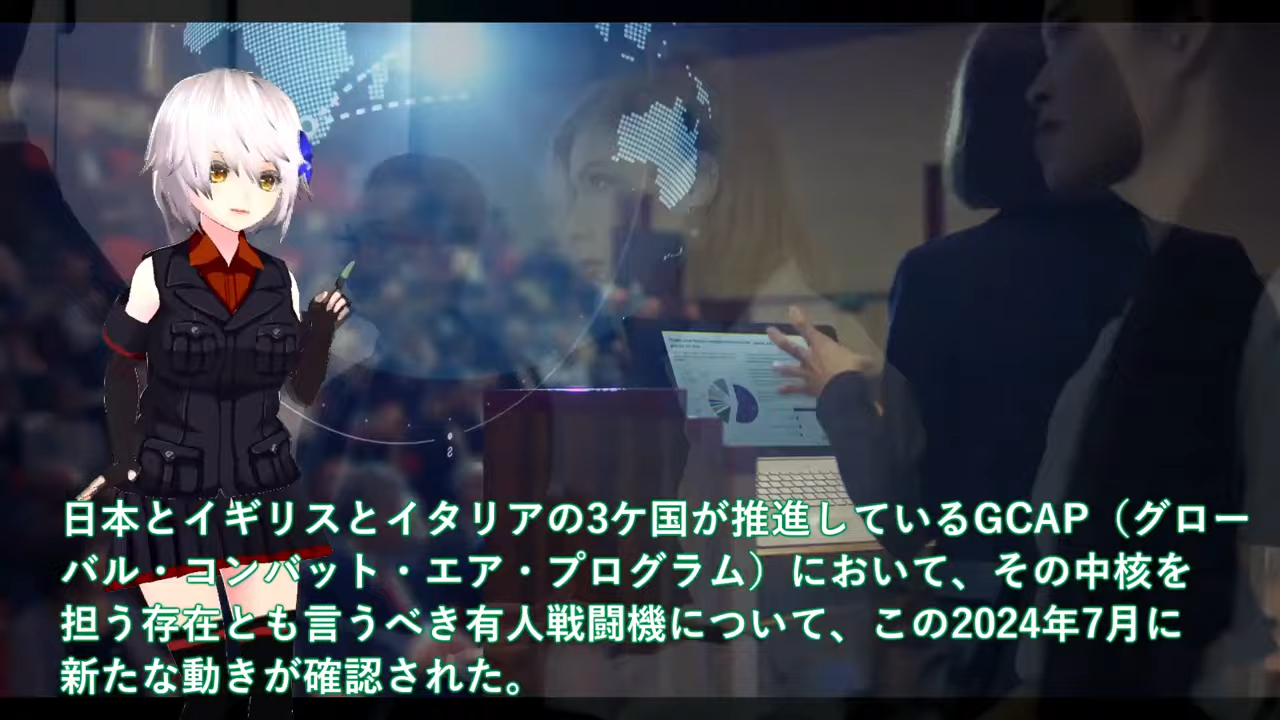 日本とイギリスとイタリアの3ケ国が推進しているGCAP（グロー
バル・コンバット・エア・プログラム）において、その中核を
担う存在とも言うべき有人戦闘機について、この2024年7月に
新たな動きが確認された。